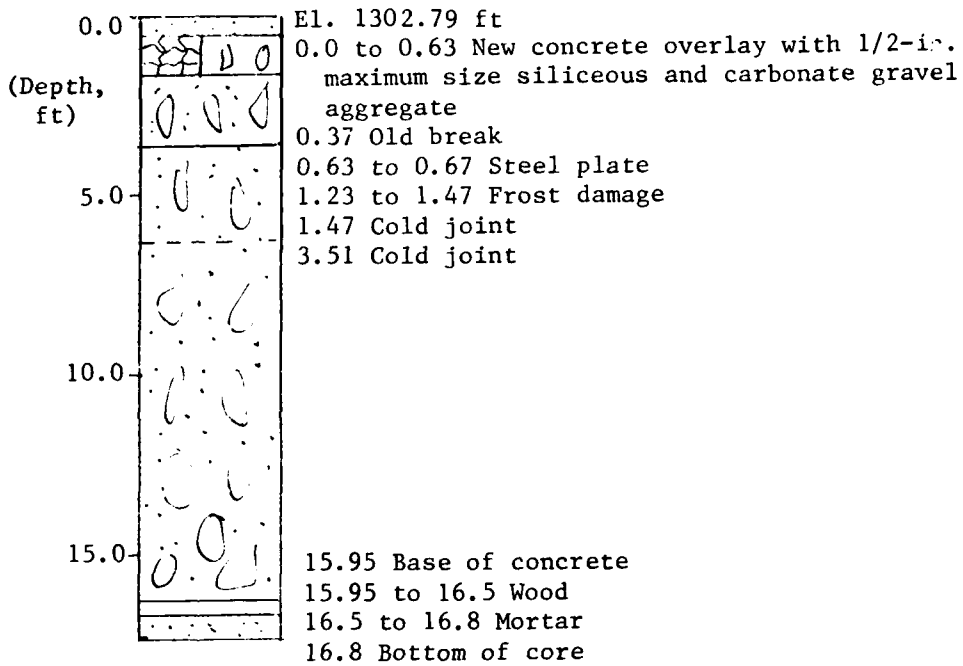 0.0
El. 1302.79 ft
0.0 to 0.63 New concrete overlay with 1/2-in.
maximum size siliceous and carbonate gravel
aggregate
(Depth,
ft)
0.37 Old break
0.63 to 0.67 Steel plate
5.0
1.23 to 1.47 Frost damage
1.47 Cold joint
3.51 Cold joint
10.0
15.0
15.95 Base of concrete
15.95 to 16.5 Wood
16.5 to 16.8 Mortar
16.8 Bottom of core